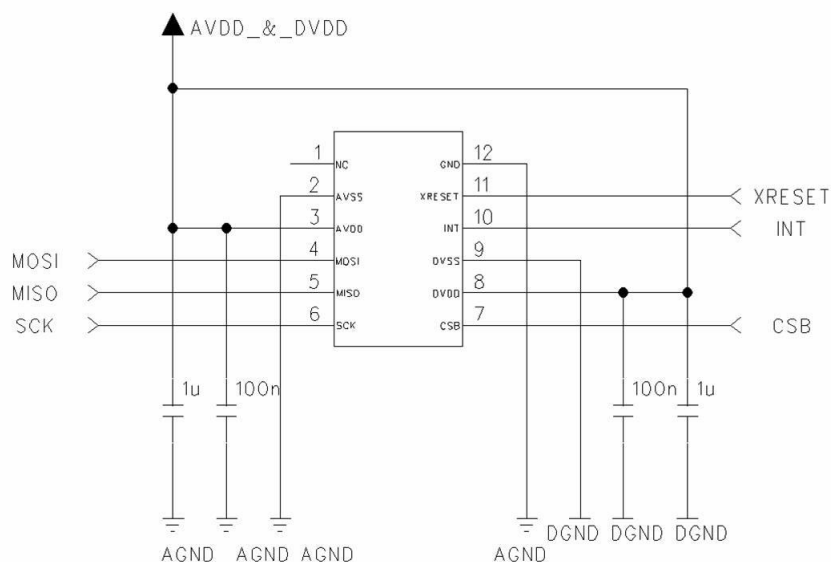 AVDD_&_DVDD
1 NC GND 12
2 AVSS XRESET 11 XRESET
3 AVDD INT 10 INT
MOSI 4 MOSI DVSS 9
MISO 5 MISO DVDD 8
SCK 6 SCK CSB 7 CSB
1u 100n 100n 1u
AGND AGND AGND AGND DGND DGND DGND